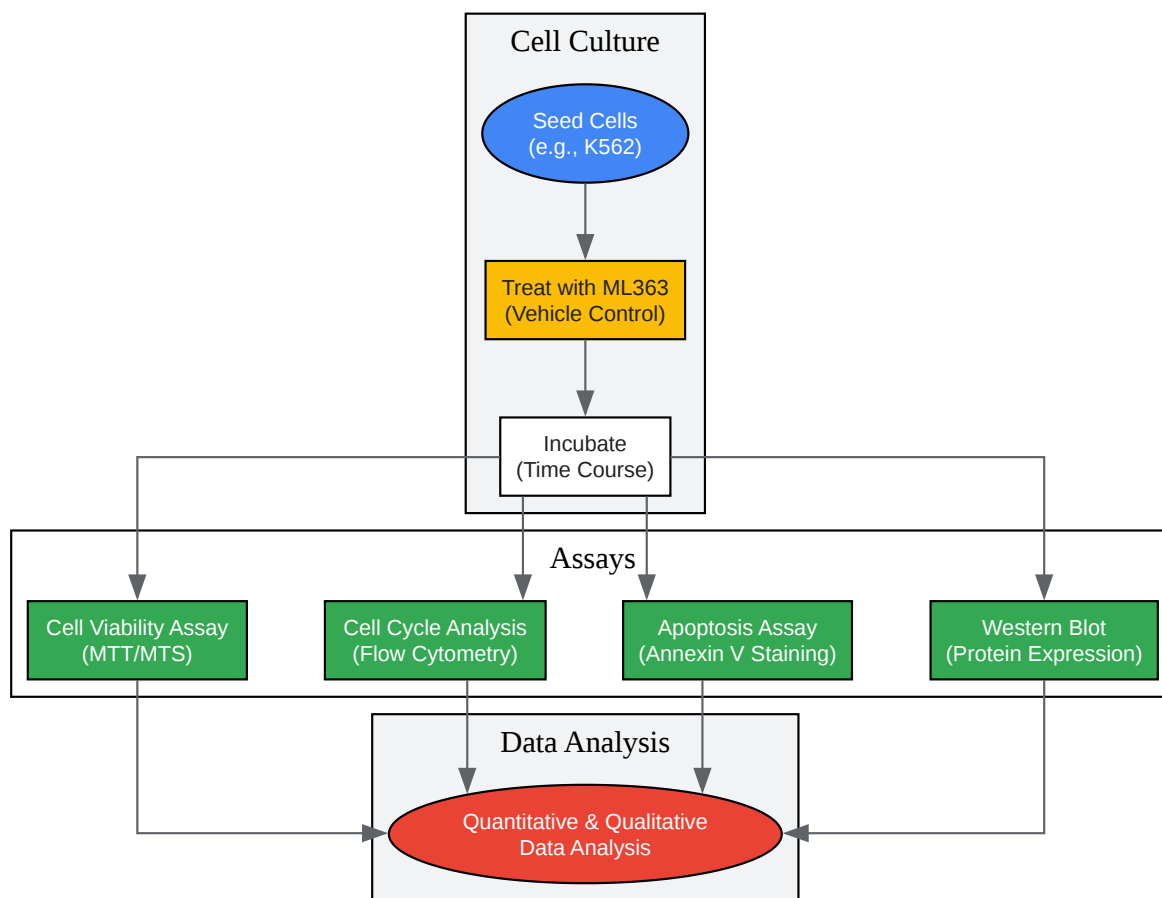 Cell Culture
Seed Cells
(e.g., K562)
Treat with ML363
(Vehicle Control)
Incubate
(Time Course)
Assays
Cell Viability Assay
(MTT/MTS)
Cell Cycle Analysis
(Flow Cytometry)
Apoptosis Assay
(Annexin V Staining)
Western Blot
(Protein Expression)
Data Analysis
Quantitative & Qualitative
Data Analysis